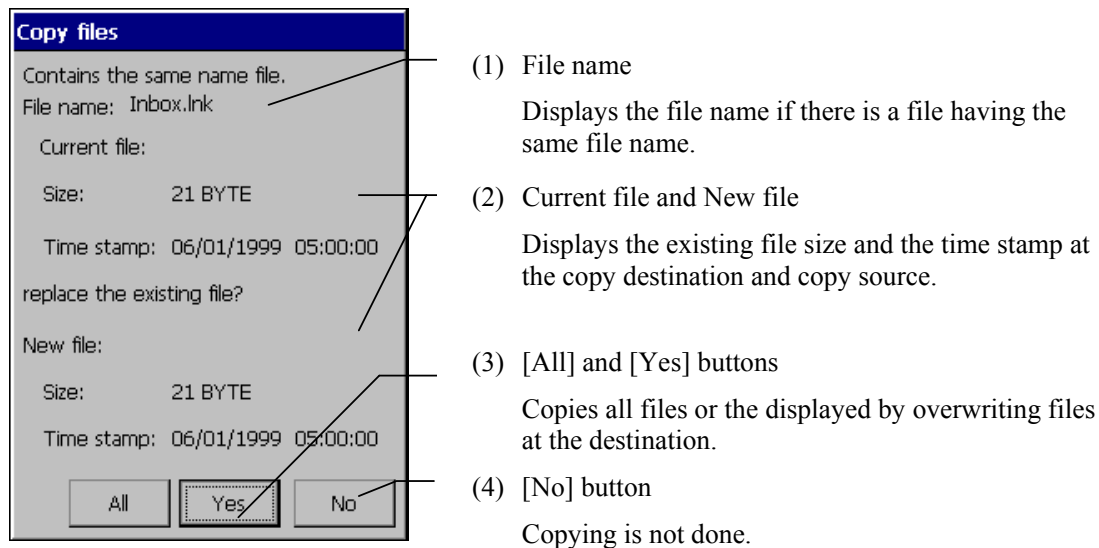 Copy files
Contains the same name file.
File name: Inbox.lnk
Current file:
Size: 21 BYTE
Time stamp: 06/01/1999 05:00:00
replace the existing file?
New file:
Size: 21 BYTE
Time stamp: 06/01/1999 05:00:00
All Yes No
(1) File name
Displays the file name if there is a file having the
same file name.
(2) Current file and New file
Displays the existing file size and the time stamp at
the copy destination and copy source.
(3) [All] and [Yes] buttons
Copies all files or the displayed by overwriting files
at the destination.
(4) [No] button
Copying is not done.